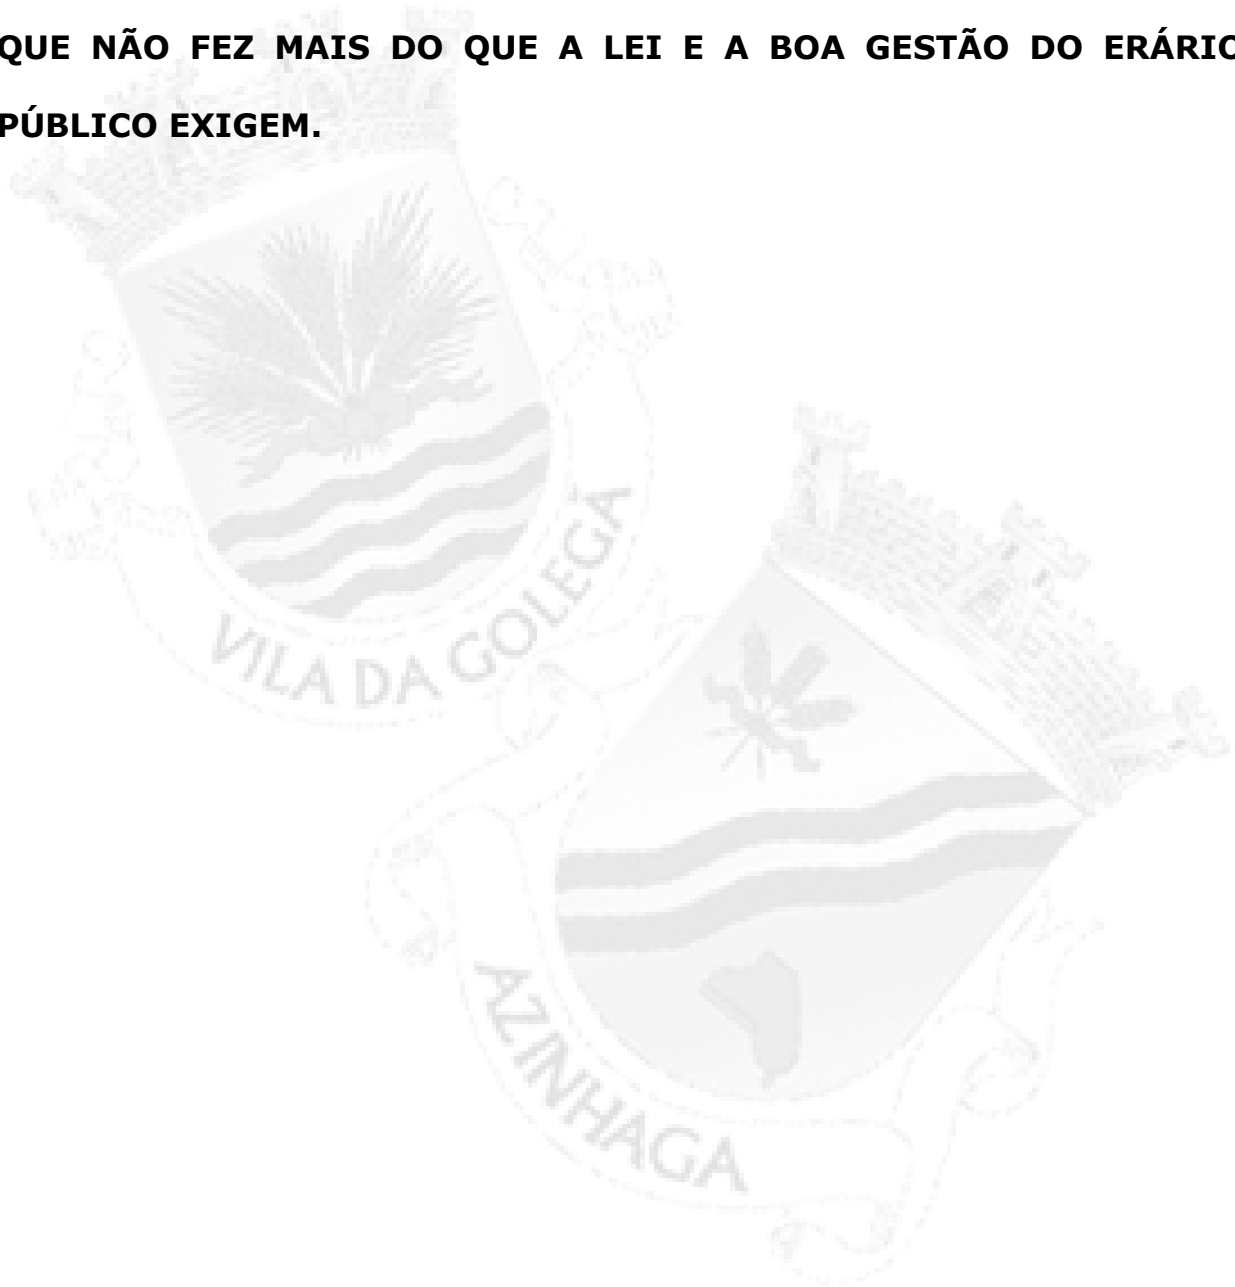 QUE NÃO FEZ MAIS DO QUE A LEI E A BOA GESTÃO DO ERÁRIO
PÚBLICO EXIGEM.
VILA DA GOLEGÃ
AZINHAGA